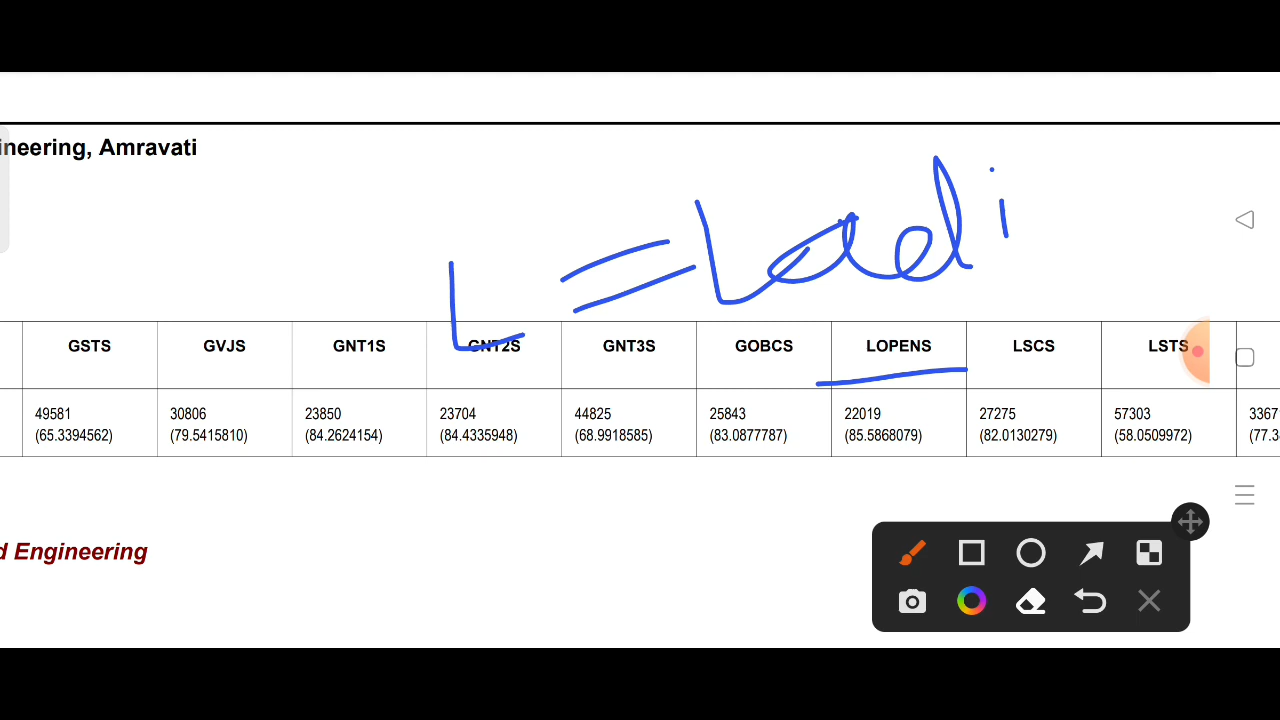 ineering, Amravati
L = Ladi
GSTS GVJS GNT1S GNT2S GNT3S GOBCS LOPENS LSCS LSTS
49581 30806 23850 23704 44825 25843 22019 27275 57303 3367
(65.3394562) (79.5415810) (84.2624154) (84.4335948) (68.9918585) (83.0877787) (85.5868079) (82.0130279) (58.0509972) (77.3
d Engineering